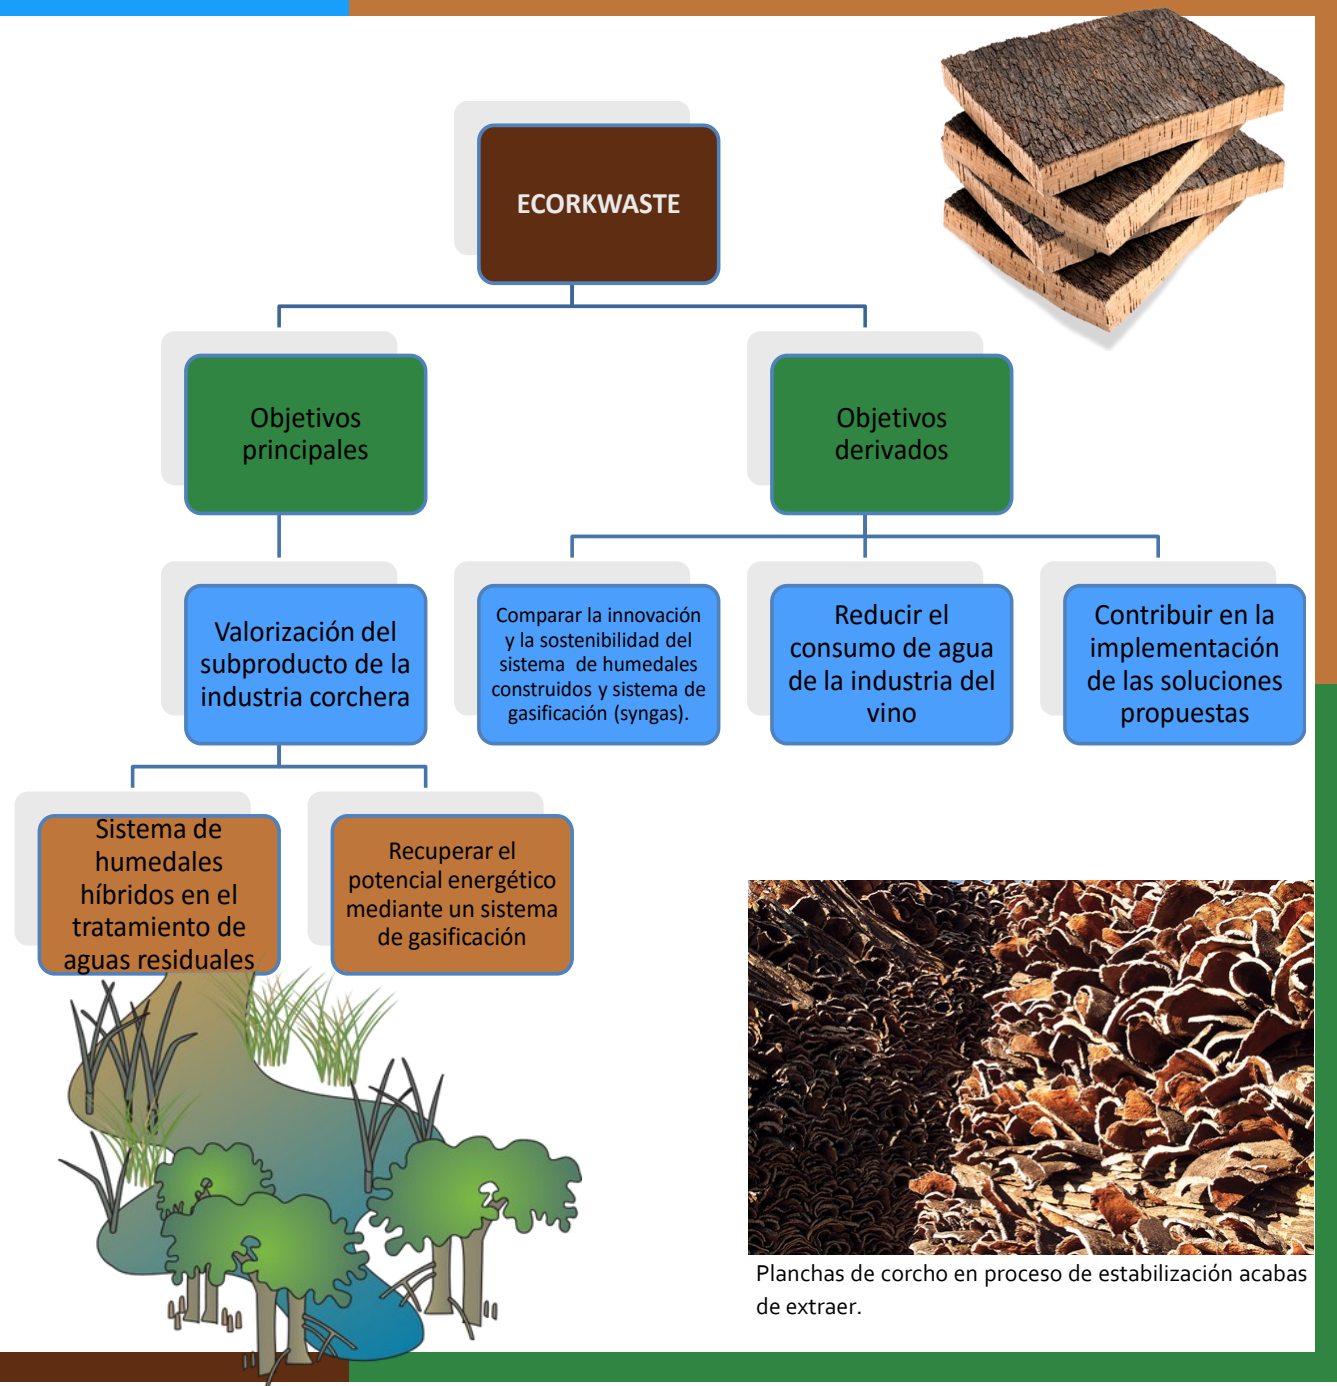 ECORKWASTE
Objetivos
principales
Objetivos
derivados
Valorización del
subproducto de la
industria corchera
Comparar la innovación
y la sostenibilidad del
sistema de humedales
construidos y sistema de
gasificación (syngas).
Reducir el
consumo de agua
de la industria del
vino
Contribuir en la
implementación
de las soluciones
propuestas
Sistema de
humedales
híbridos en el
tratamiento de
aguas residuales
Recuperar el
potencial energético
mediante un sistema
de gasificación
Planchas de corcho en proceso de estabilización acabas
de extraer.